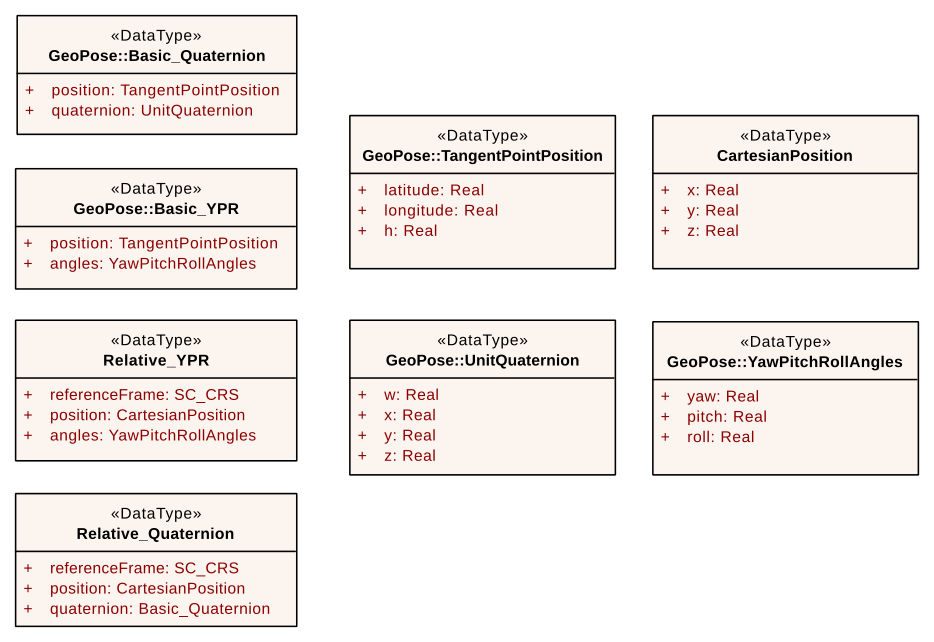 «DataType»
GeoPose::Basic_Quaternion
+ position: TangentPointPosition
+ quaternion: UnitQuaternion
«DataType»
GeoPose::Basic_YPR
+ position: TangentPointPosition
+ angles: YawPitchRollAngles
«DataType»
Relative_YPR
+ referenceFrame: SC_CRS
+ position: CartesianPosition
+ angles: YawPitchRollAngles
«DataType»
Relative_Quaternion
+ referenceFrame: SC_CRS
+ position: CartesianPosition
+ quaternion: Basic_Quaternion
«DataType»
GeoPose::TangentPointPosition
+ latitude: Real
+ longitude: Real
+ h: Real
«DataType»
GeoPose::UnitQuaternion
+ w: Real
+ x: Real
+ y: Real
+ z: Real
«DataType»
CartesianPosition
+ x: Real
+ y: Real
+ z: Real
«DataType»
GeoPose::YawPitchRollAngles
+ yaw: Real
+ pitch: Real
+ roll: Real